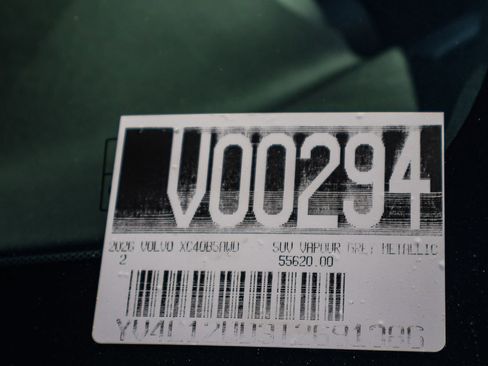 V00294
2026 VOLVO XC40B5AWD SUV VAPOUR GREY METALLIC
2 55620.00